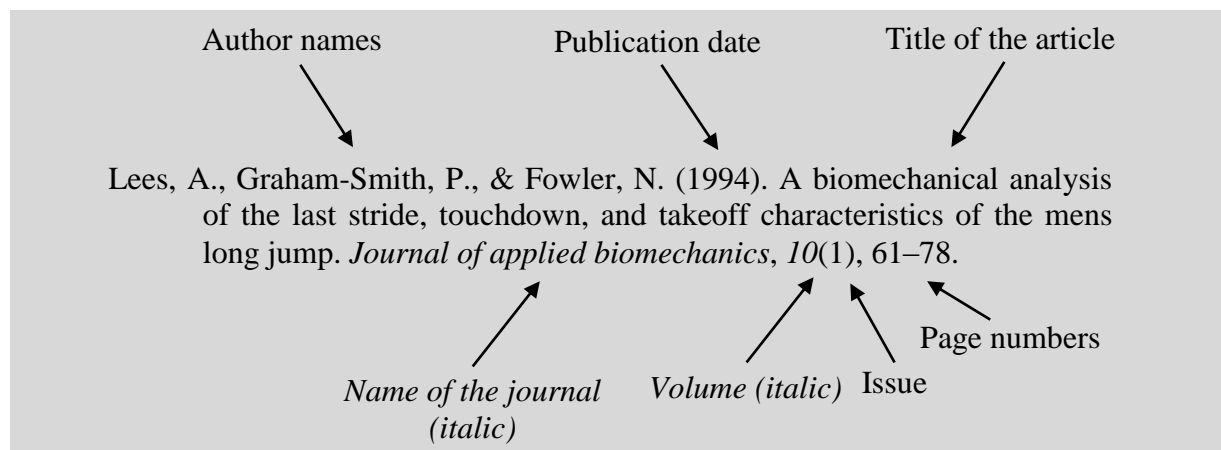 Author names Publication date Title of the article
Lees, A., Graham-Smith, P., & Fowler, N. (1994). A biomechanical analysis
of the last stride, touchdown, and takeoff characteristics of the mens
long jump. Journal of applied biomechanics, 10(1), 61–78.
Page numbers
Name of the journal Volume (italic) Issue
(italic)